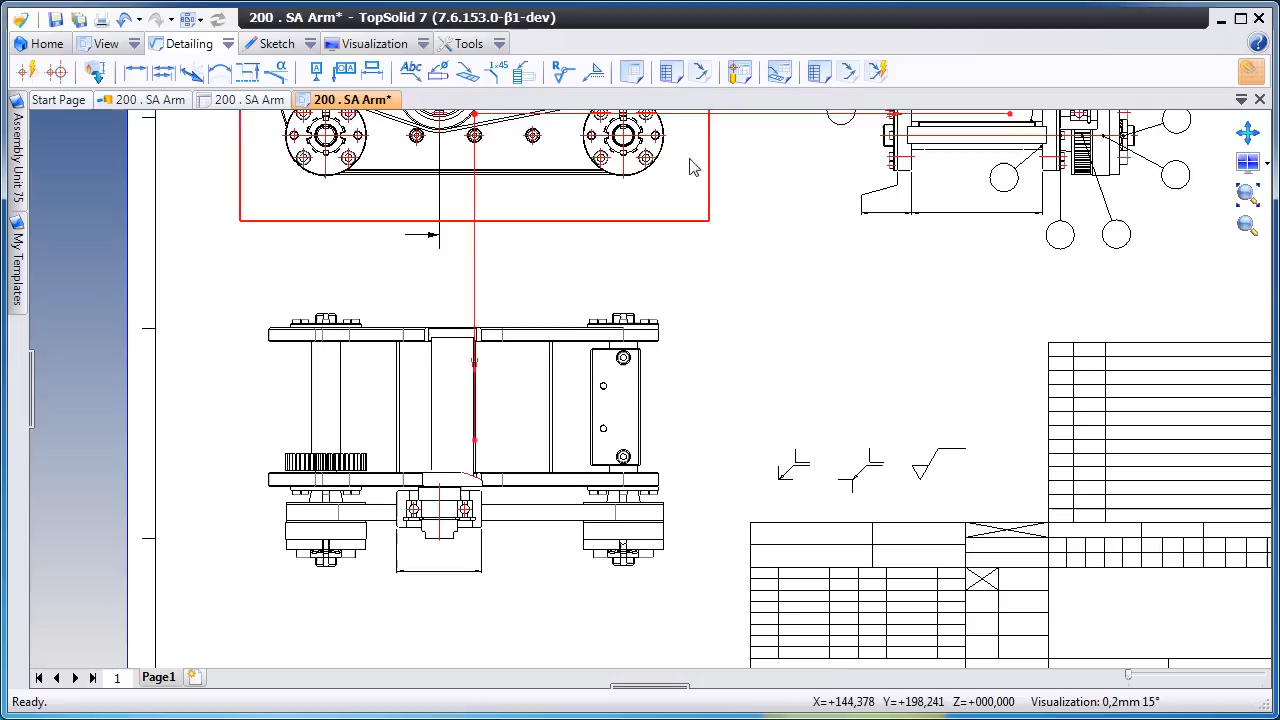 200 . SA Arm* - TopSolid 7 (7.6.153.0-β1-dev)
Home View Detailing Sketch Visualization Tools
Start Page 200 . SA Arm 200 . SA Arm 200 . SA Arm*
Assembly Unit 75
My Templates
1 Page1
Ready. X=+144,378 Y=+198,241 Z=+000,000 Visualization: 0,2mm 15°